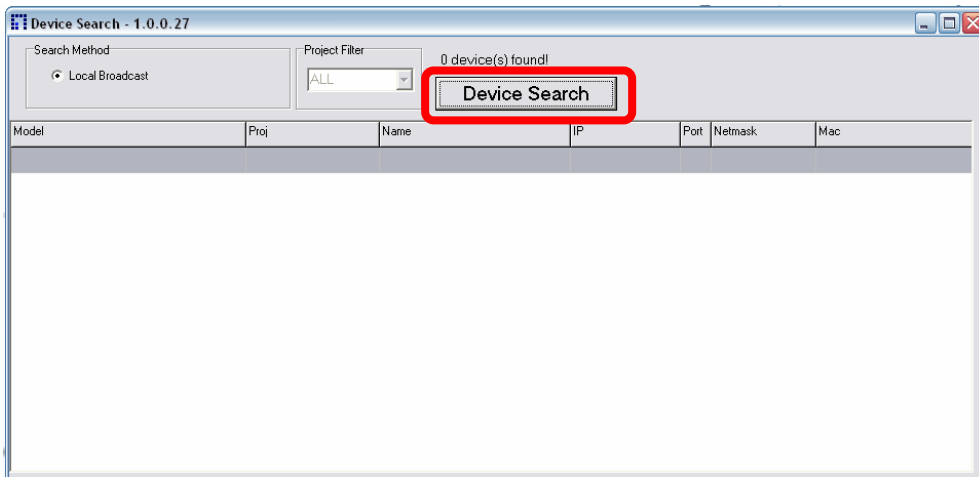 Device Search - 1.0.0.27
Search Method
Local Broadcast
Project Filter
ALL
0 device(s) found!
Device Search
Model Proj Name IP Port Netmask Mac